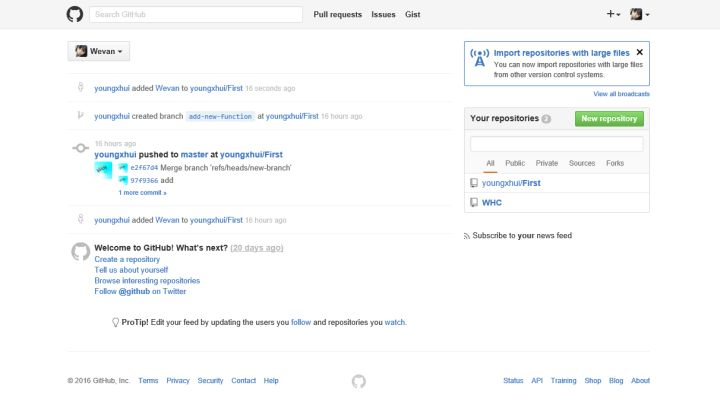 Search GitHub
Pull requests Issues Gist
Wevan
youngxhui added Wevan to youngxhui/First 16 seconds ago
youngxhui created branch add-new-function at youngxhui/First 16 hours ago
16 hours ago
youngxhui pushed to master at youngxhui/First
e2f67d4 Merge branch 'refs/heads/new-branch'
97f9366 add
1 more commit »
youngxhui added Wevan to youngxhui/First 16 hours ago
Welcome to GitHub! What's next? (20 days ago)
Create a repository
Tell us about yourself
Browse interesting repositories
Follow @github on Twitter
ProTip! Edit your feed by updating the users you follow and repositories you watch.
Import repositories with large files
You can now import repositories with large files
from other version control systems.
View all broadcasts
Your repositories 2 New repository
All Public Private Sources Forks
youngxhui/First
WHC
Subscribe to your news feed
© 2016 GitHub, Inc. Terms Privacy Security Contact Help
Status API Training Shop Blog About